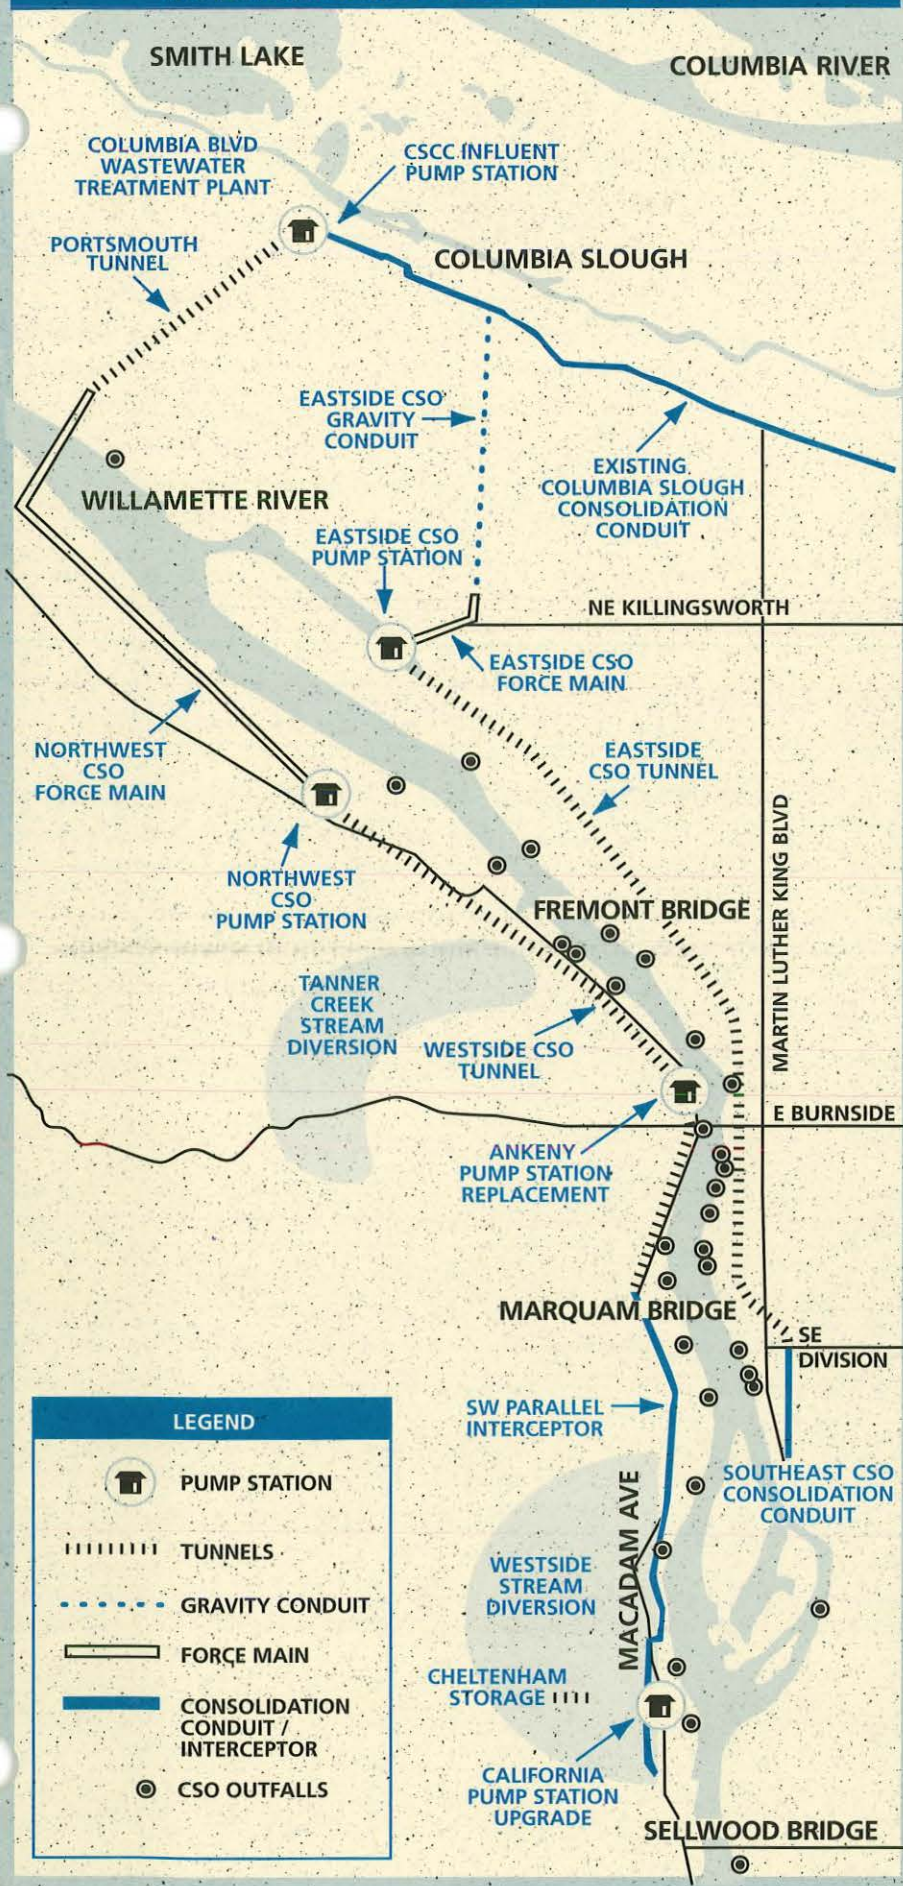 SMITH LAKE
COLUMBIA RIVER
COLUMBIA BLVD
WASTEWATER
TREATMENT PLANT
CSCC INFLUENT
PUMP STATION
PORTSMOUTH
TUNNEL
COLUMBIA SLOUGH
EASTSIDE CSO
GRAVITY
CONDUIT
EXISTING
COLUMBIA SLOUGH
CONSOLIDATION
CONDUIT
WILLAMETTE RIVER
EASTSIDE CSO
PUMP STATION
NE KILLINGSWORTH
EASTSIDE CSO
FORCE MAIN
NORTHWEST
CSO
FORCE MAIN
EASTSIDE
CSO TUNNEL
MARTIN LUTHER KING BLVD
NORTHWEST
CSO
PUMP STATION
FREMONT BRIDGE
TANNER
CREEK
STREAM
DIVERSION
WESTSIDE CSO
TUNNEL
E BURNSIDE
ANKENY
PUMP STATION
REPLACEMENT
MARQUAM BRIDGE
SE
DIVISION
SW PARALLEL
INTERCEPTOR
SOUTHEAST CSO
CONSOLIDATION
CONDUIT
MACADAM AVE
WESTSIDE
STREAM
DIVERSION
CHELTENHAM
STORAGE
CALIFORNIA
PUMP STATION
UPGRADE
SELLWOOD BRIDGE
LEGEND
PUMP STATION
TUNNELS
GRAVITY CONDUIT
FORCE MAIN
CONSOLIDATION
CONDUIT /
INTERCEPTOR
CSO OUTFALLS